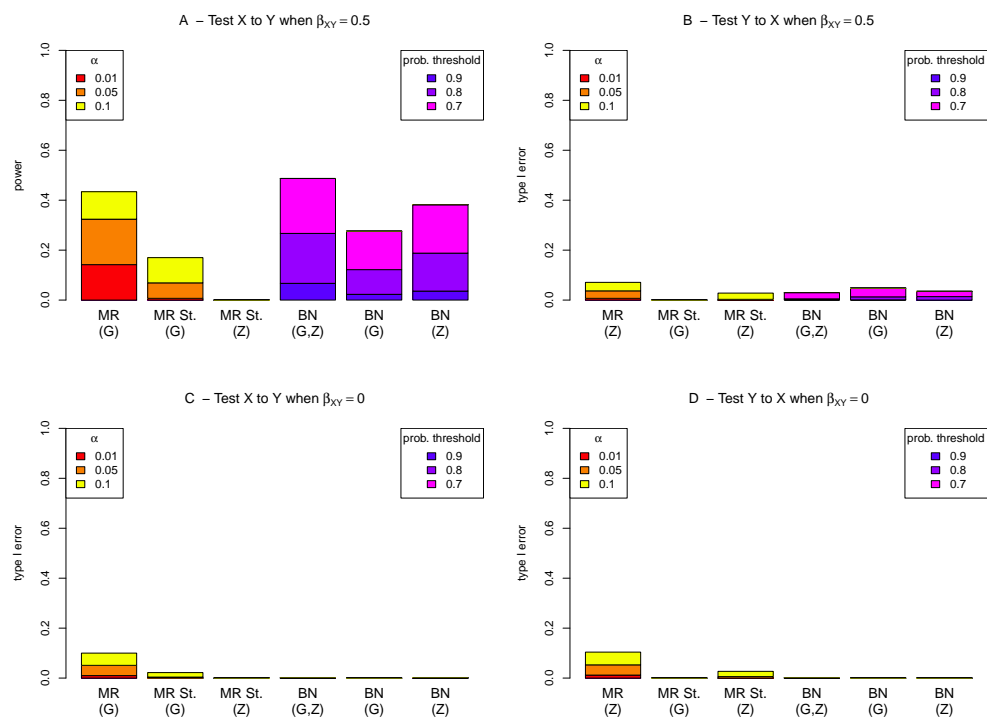 A − Test X to Y when βXY = 0.5
power
0.0
0.2
0.4
0.6
0.8
1.0
α
0.01
0.05
0.1
prob. threshold
0.9
0.8
0.7
MR (G)
MR St. (G)
MR St. (Z)
BN (G,Z)
BN (G)
BN (Z)
B − Test Y to X when βXY = 0.5
type I error
0.0
0.2
0.4
0.6
0.8
1.0
α
0.01
0.05
0.1
prob. threshold
0.9
0.8
0.7
MR (Z)
MR St. (G)
MR St. (Z)
BN (G,Z)
BN (G)
BN (Z)
C − Test X to Y when βXY = 0
type I error
0.0
0.2
0.4
0.6
0.8
1.0
α
0.01
0.05
0.1
prob. threshold
0.9
0.8
0.7
MR (G)
MR St. (G)
MR St. (Z)
BN (G,Z)
BN (G)
BN (Z)
D − Test Y to X when βXY = 0
type I error
0.0
0.2
0.4
0.6
0.8
1.0
α
0.01
0.05
0.1
prob. threshold
0.9
0.8
0.7
MR (Z)
MR St. (G)
MR St. (Z)
BN (G,Z)
BN (G)
BN (Z)